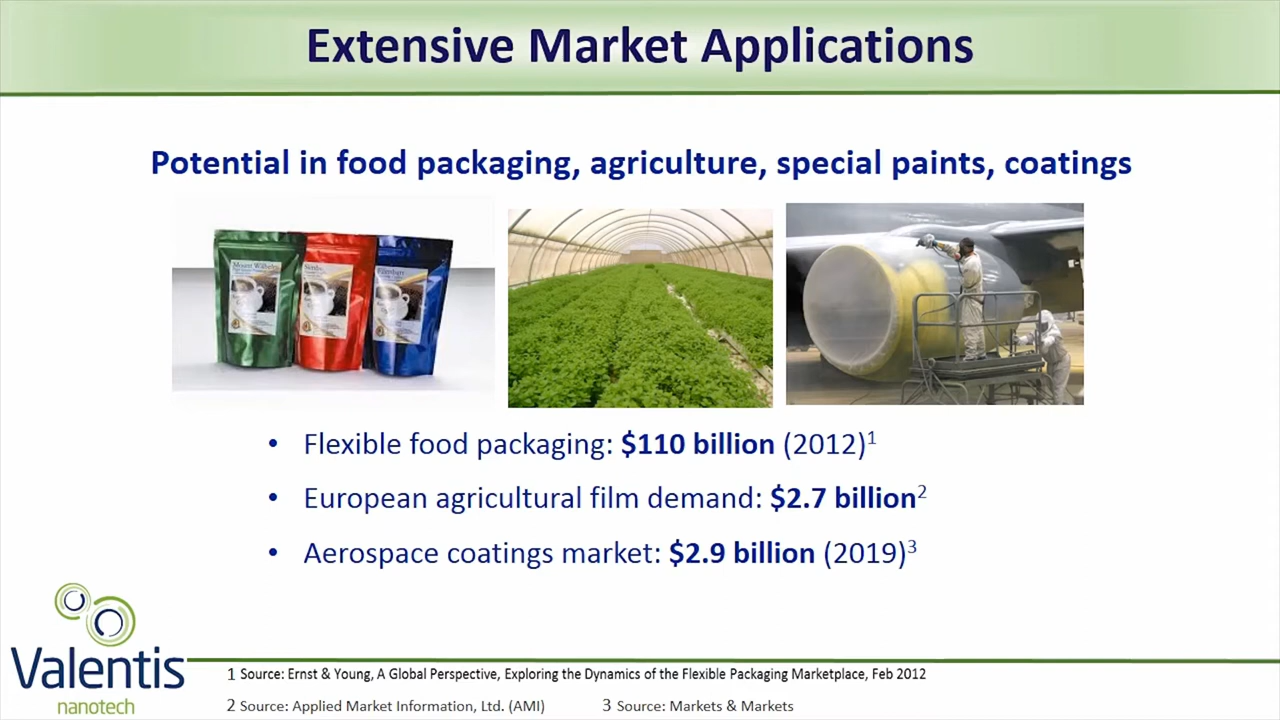 Extensive Market Applications
Potential in food packaging, agriculture, special paints, coatings
• Flexible food packaging: $110 billion (2012)1
• European agricultural film demand: $2.7 billion2
• Aerospace coatings market: $2.9 billion (2019)3
Valentis
nanotech
1 Source: Ernst & Young, A Global Perspective, Exploring the Dynamics of the Flexible Packaging Marketplace, Feb 2012
2 Source: Applied Market Information, Ltd. (AMI) 3 Source: Markets & Markets